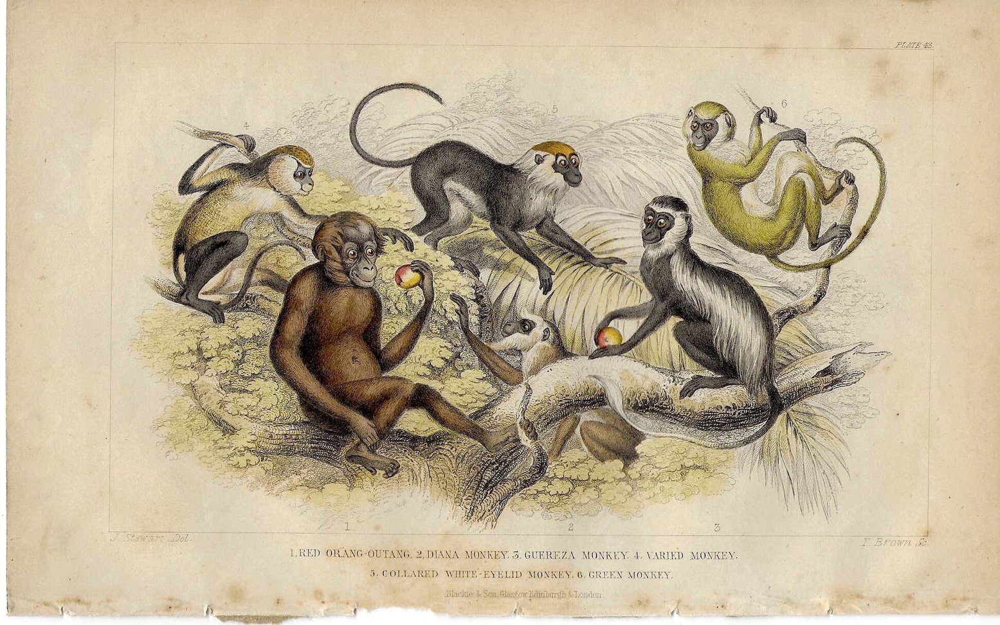 PLATE 43.
4
5
6
1
2
3
J. Stewart Del.
T. Brown Sc.
1, RED ORANG-OUTANG. 2, DIANA MONKEY. 3. GUEREZA MONKEY. 4. VARIED MONKEY.
5. COLLARED WHITE-EYELID MONKEY. 6. GREEN MONKEY.
Blackie & Son, Glasgow, Edinburgh & London.